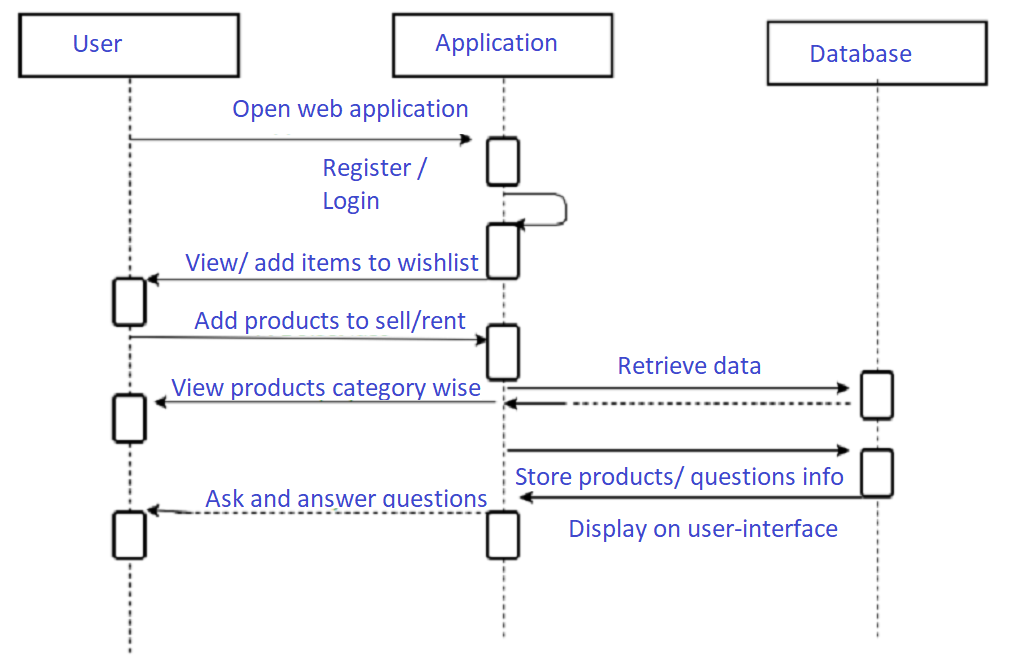 User
Application
Database
Open web application
Register /
Login
View/ add items to wishlist
Add products to sell/rent
Retrieve data
View products category wise
Store products/ questions info
Ask and answer questions
Display on user-interface